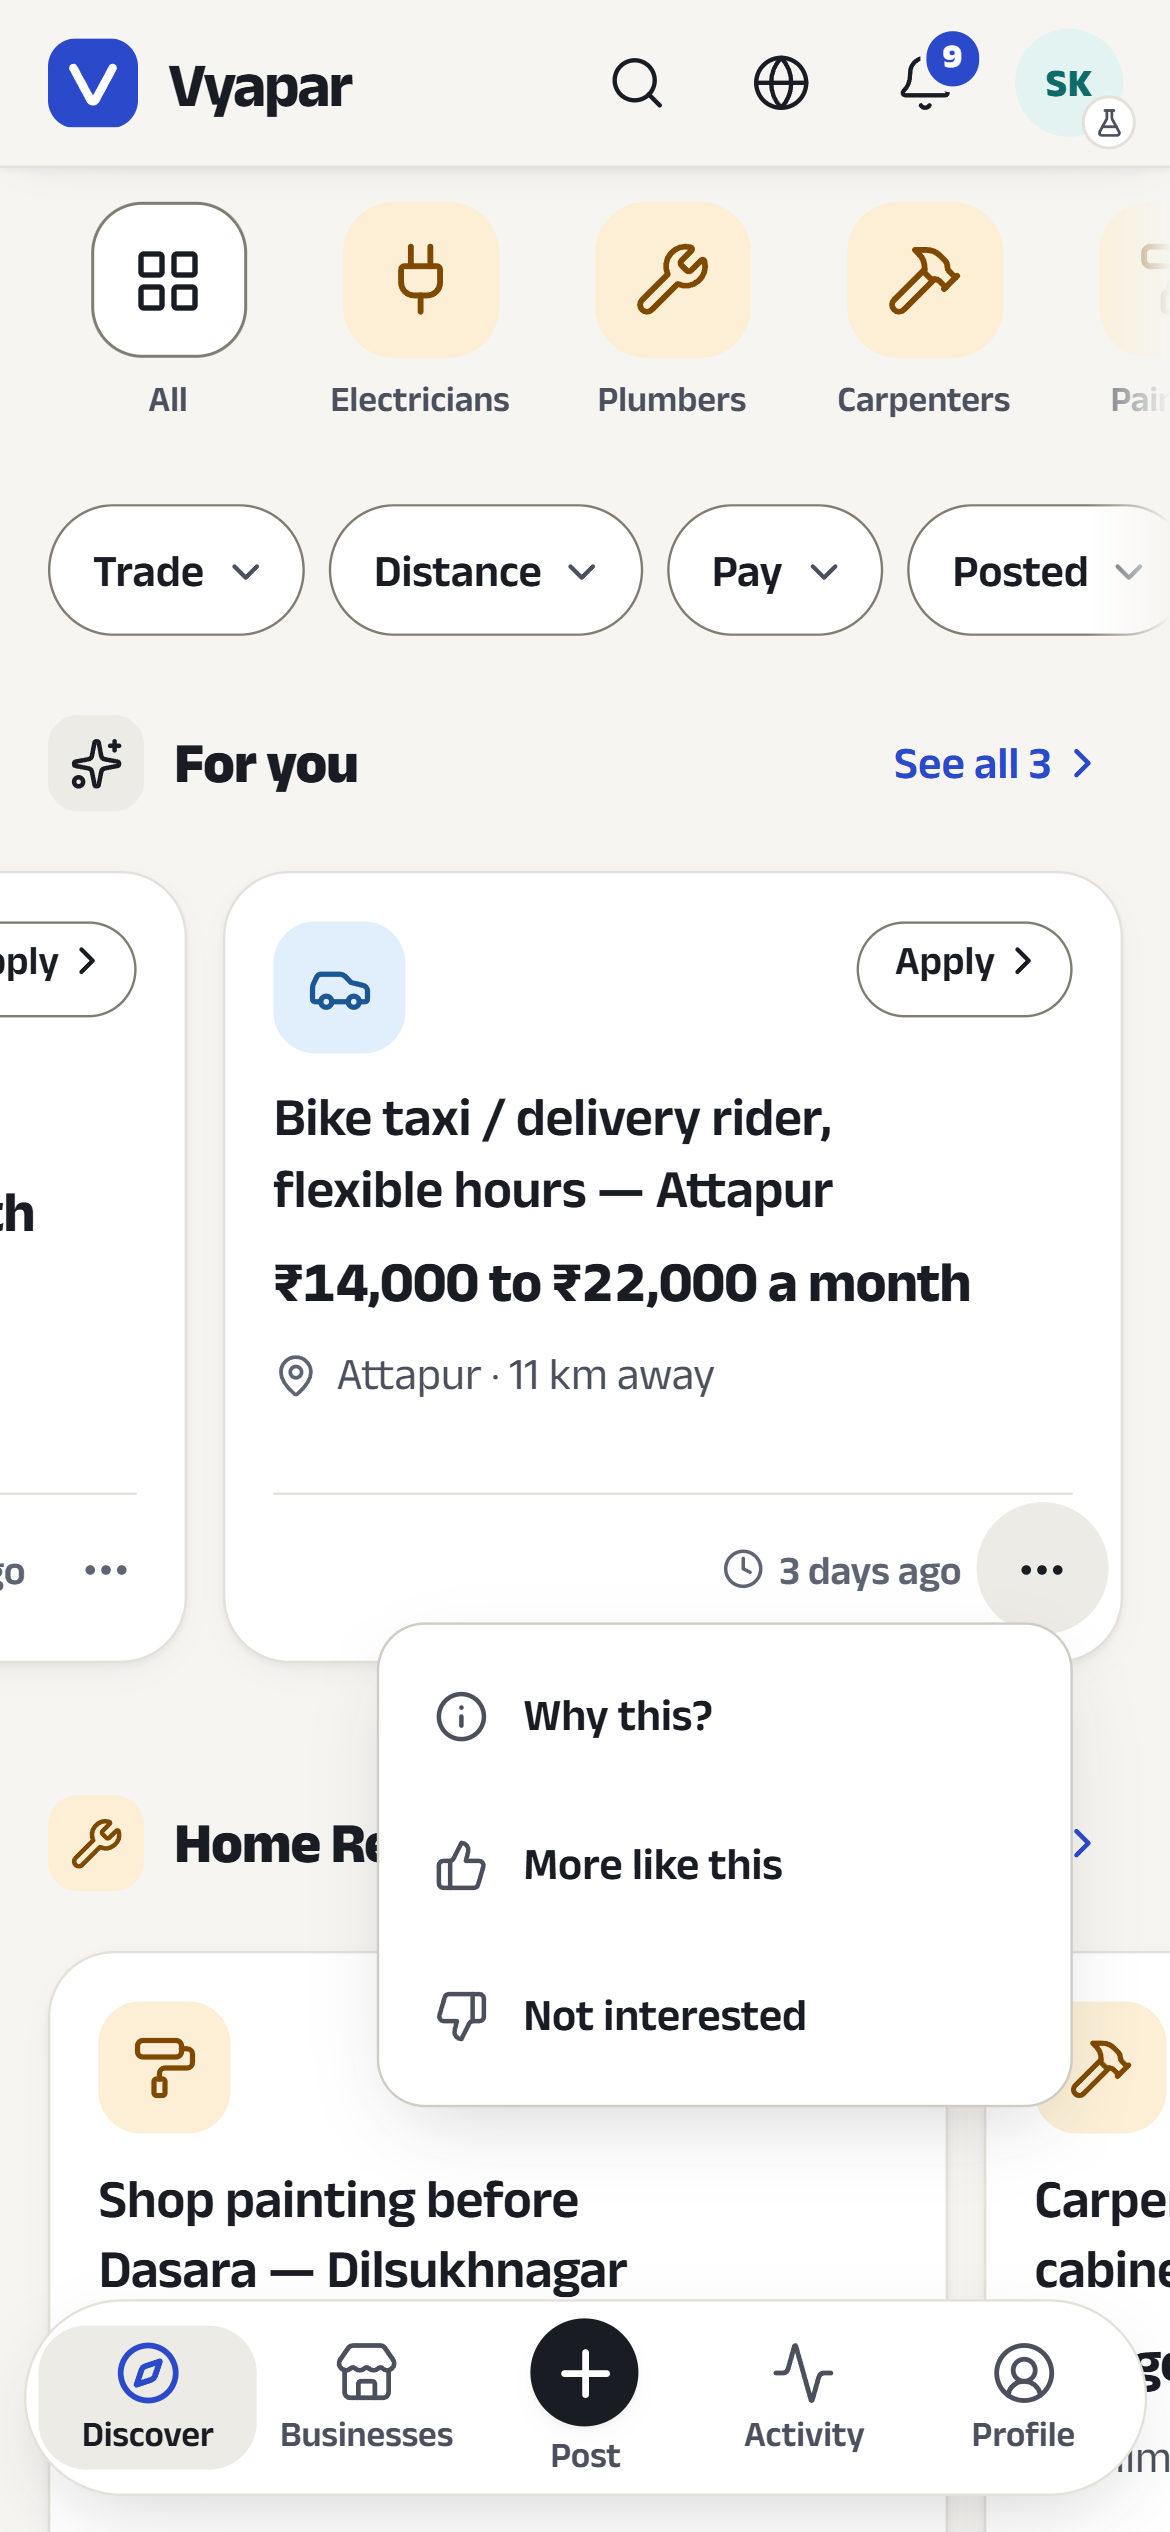 Vyapar
9
SK
All
Electricians
Plumbers
Carpenters
Trade
Distance
Pay
Posted
For you
See all 3
Apply
Bike taxi / delivery rider,
flexible hours — Attapur
₹14,000 to ₹22,000 a month
Attapur · 11 km away
3 days ago
Why this?
More like this
Not interested
Home
Shop painting before
Dasara — Dilsukhnagar
Discover
Businesses
Post
Activity
Profile